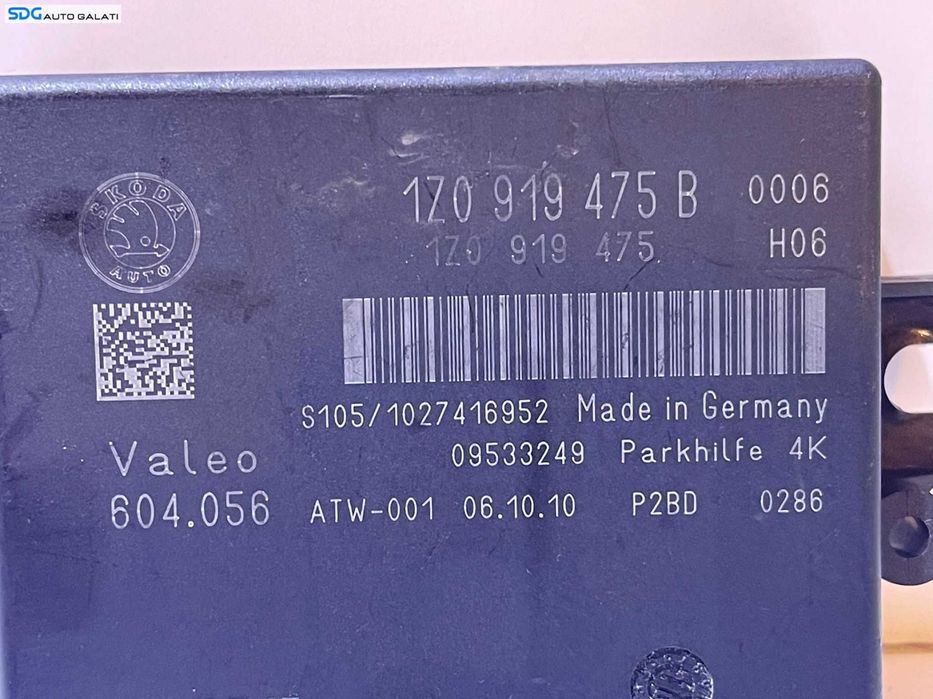 SDG AUTO GALATI
SKODA
AUTO
1Z0 919 475 B 0006
1Z0 919 475 H06
S105/1027416952 Made in Germany
Valeo 09533249 Parkhilfe 4K
604.056 ATW-001 06.10.10 P2BD 0286